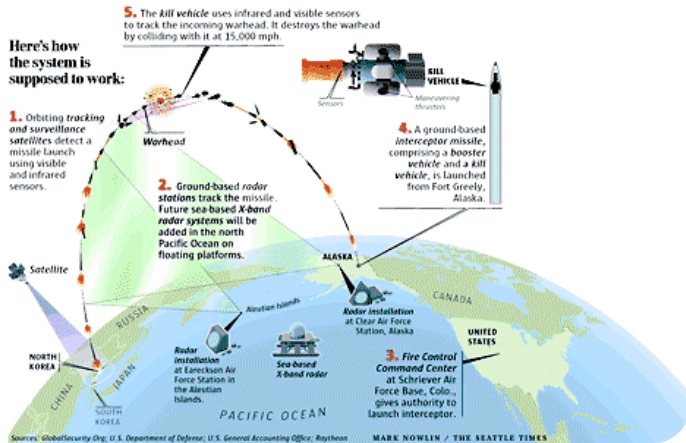 5. The kill vehicle uses infrared and visible sensors
to track the incoming warhead. It destroys the warhead
by colliding with it at 15,000 mph.
Here's how
the system is
supposed to work:
KILL
VEHICLE
Sensors
Maneuvering
thrusters
1. Orbiting tracking
and surveillance
satellites detect a
missile launch
using visible
and infrared
sensors.
Warhead
4. A ground-based
interceptor missile,
comprising a booster
vehicle and a kill
vehicle, is launched
from Fort Greely,
Alaska.
2. Ground-based radar
stations track the missile.
Future sea-based X-band
radar systems will be
added in the north
Pacific Ocean on
floating platforms.
Satellite
ALASKA
RUSSIA
Aleutian Islands
CANADA
Radar installation
at Clear Air Force
Station, Alaska
UNITED
STATES
Radar
installation
at Eareckson Air
Force Station in
the Aleutian
Islands.
Sea-based
X-band radar
3. Fire Control
Command Center
at Schriever Air
Force Base, Colo.,
gives authority to
launch interceptor.
NORTH
KOREA
CHINA
JAPAN
SOUTH
KOREA
PACIFIC OCEAN
Sources: GlobalSecurity.Org; U.S. Department of Defense; U.S. General Accounting Office; Raytheon
MARK NOWLIN / THE SEATTLE TIMES